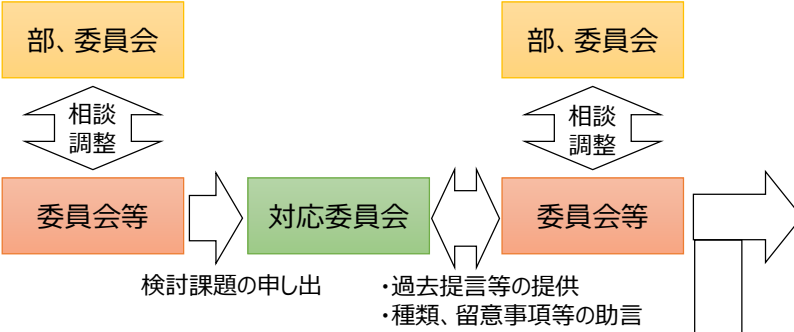 部、委員会
部、委員会
相談
調整
相談
調整
委員会等
対応委員会
委員会等
検討課題の申し出
・過去提言等の提供
・種類、留意事項等の助言